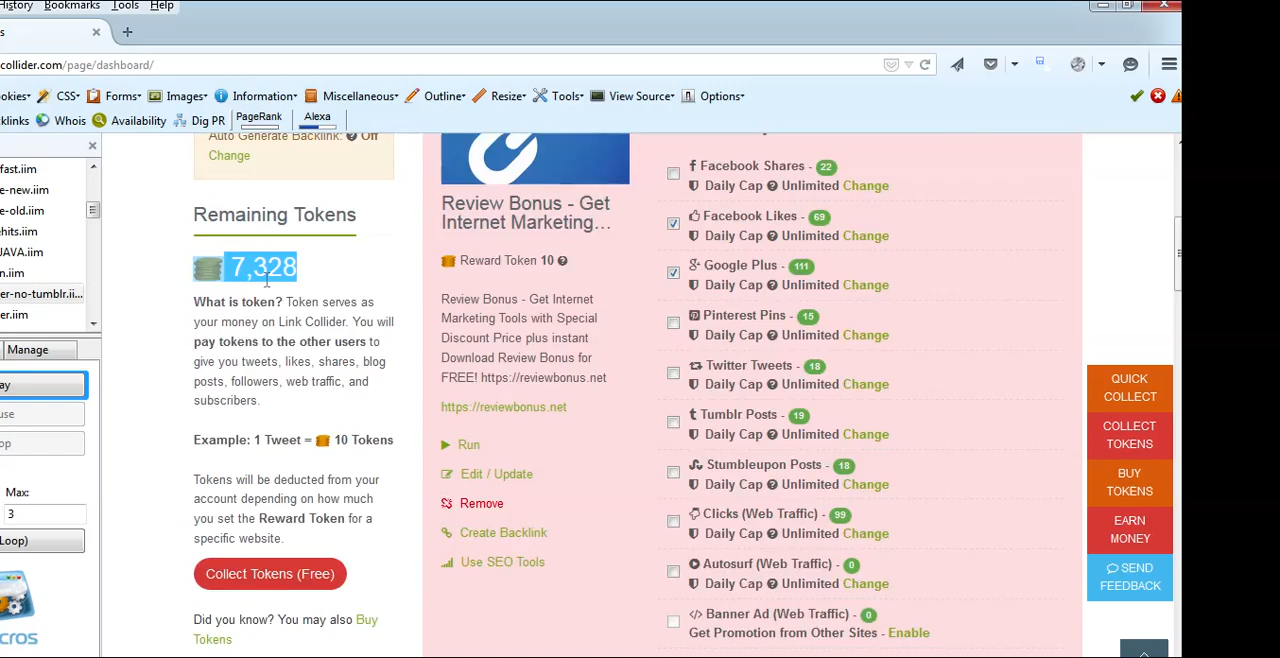 History Bookmarks Tools Help
s
collider.com/page/dashboard/
ookies CSS Forms Images Information Miscellaneous Outline Resize Tools View Source Options
cklinks Whois Availability Dig PR PageRank Alexa
fast.iim
e-new.iim
e-old.iim
ehits.iim
JAVA.iim
n.iim
er-no-tumblr.ii...
er.iim
Manage
ay
use
op
Max:
3
Loop)
CROS
Auto Generate Backlink: Off
Change
Remaining Tokens
7,328
What is token? Token serves as
your money on Link Collider. You will
pay tokens to the other users to
give you tweets, likes, shares, blog
posts, followers, web traffic, and
subscribers.
Example: 1 Tweet = 10 Tokens
Tokens will be deducted from your
account depending on how much
you set the Reward Token for a
specific website.
Collect Tokens (Free)
Did you know? You may also Buy
Tokens
Review Bonus - Get
Internet Marketing...
Reward Token 10
Review Bonus - Get Internet
Marketing Tools with Special
Discount Price plus instant
Download Review Bonus for
FREE! https://reviewbonus.net
https://reviewbonus.net
Run
Edit / Update
Remove
Create Backlink
Use SEO Tools
Facebook Shares - 22
Daily Cap Unlimited Change
Facebook Likes - 69
Daily Cap Unlimited Change
Google Plus - 111
Daily Cap Unlimited Change
Pinterest Pins - 15
Daily Cap Unlimited Change
Twitter Tweets - 18
Daily Cap Unlimited Change
Tumblr Posts - 19
Daily Cap Unlimited Change
Stumbleupon Posts - 18
Daily Cap Unlimited Change
Clicks (Web Traffic) - 99
Daily Cap Unlimited Change
Autosurf (Web Traffic) - 0
Daily Cap Unlimited Change
Banner Ad (Web Traffic) - 0
Get Promotion from Other Sites - Enable
QUICK
COLLECT
COLLECT
TOKENS
BUY
TOKENS
EARN
MONEY
SEND
FEEDBACK